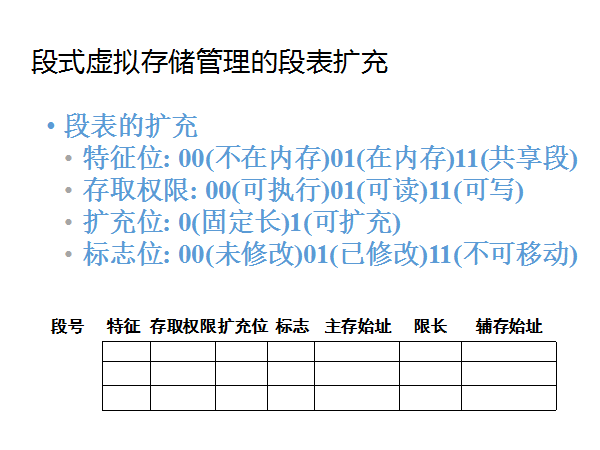 段式虚拟存储管理的段表扩充
• 段表的扩充
• 特征位: 00(不在内存)01(在内存)11(共享段)
• 存取权限: 00(可执行)01(可读)11(可写)
• 扩充位: 0(固定长)1(可扩充)
• 标志位: 00(未修改)01(已修改)11(不可移动)
段号 特征 存取权限 扩充位 标志 主存始址 限长 辅存始址